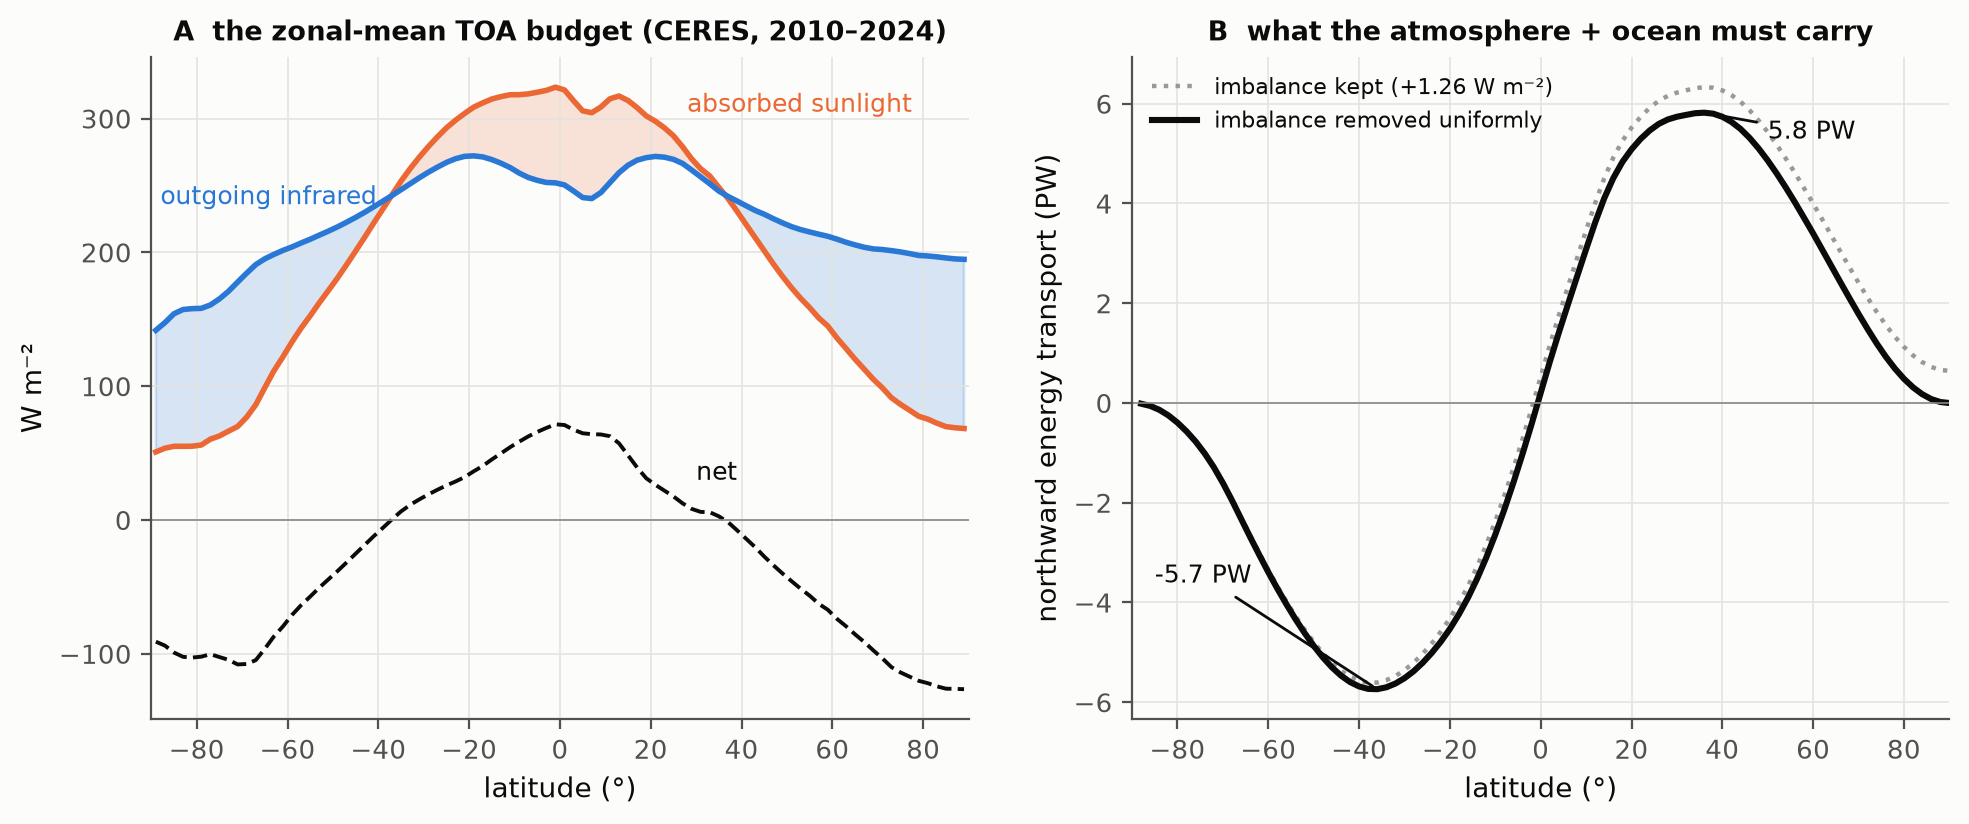 A  the zonal-mean TOA budget (CERES, 2010–2024)
absorbed sunlight
outgoing infrared
net
W m⁻²
300
200
100
0
−100
−80
−60
−40
−20
0
20
40
60
80
latitude (°)
B  what the atmosphere + ocean must carry
imbalance kept (+1.26 W m⁻²)
imbalance removed uniformly
5.8 PW
-5.7 PW
northward energy transport (PW)
6
4
2
0
−2
−4
−6
−80
−60
−40
−20
0
20
40
60
80
latitude (°)